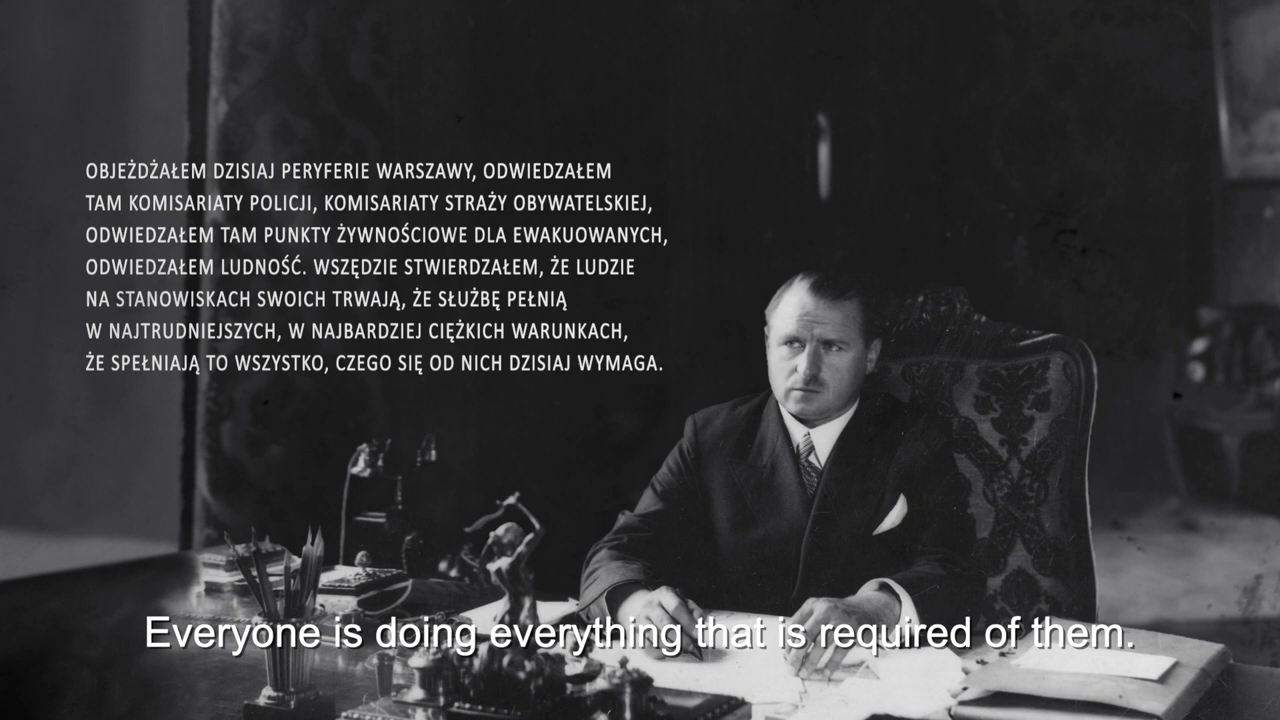 OBJEŻDŻAŁEM DZISIAJ PERYFERIE WARSZAWY, ODWIEDZAŁEM
TAM KOMISARIATY POLICJI, KOMISARIATY STRAŻY OBYWATELSKIEJ,
ODWIEDZAŁEM TAM PUNKTY ŻYWNOŚCIOWE DLA EWAKUOWANYCH,
ODWIEDZAŁEM LUDNOŚĆ. WSZĘDZIE STWIERDZAŁEM, ŻE LUDZIE
NA STANOWISKACH SWOICH TRWAJĄ, ŻE SŁUŻBĘ PEŁNIĄ
W NAJTRUDNIEJSZYCH, W NAJBARDZIEJ CIĘŻKICH WARUNKACH,
ŻE SPEŁNIAJĄ TO WSZYSTKO, CZEGO SIĘ OD NICH DZISIAJ WYMAGA.
Everyone is doing everything that is required of them.